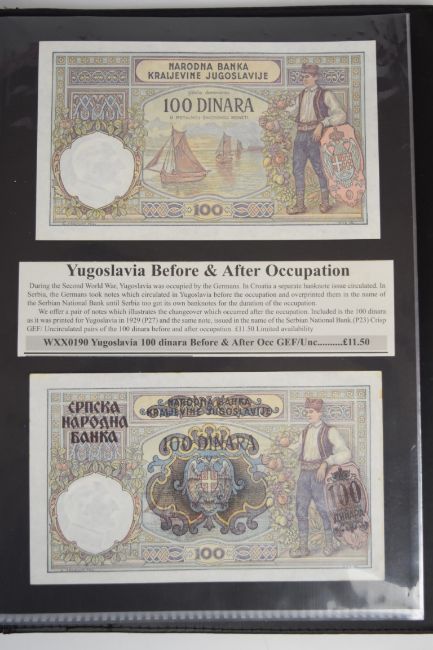 NARODNA BANKA
KRALJEVINE JUGOSLAVIJE
100 DINARA
100
Yugoslavia Before & After Occupation
During the Second World War, Yugoslavia was occupied by the Germans. In Croatia a separate banknote issue circulated. In
Serbia, the Germans took notes which circulated in Yugoslavia before the occupation and overprinted them in the name of
the Serbian National Bank until Serbia too got its own banknotes for the duration of the occupation.
We offer a pair of notes which illustrates the changeover which occurred after the occupation. Included is the 100 dinara
as it was printed for Yugoslavia in 1929 (P27) and the same note, issued in the name of the Serbian National Bank,(P23) Crisp
GEF/ Uncirculated pairs of the 100 dinara before and after occupation. £11.50 Limited availability
WXX0190 Yugoslavia 100 dinara Before & After Occ GEF/Unc..........£11.50
СРПСКА
НАРОДНА
БАНКА
NARODNA BANKA
KRALJEVINE JUGOSLAVIJE
100 DINARA
100
ДИНАРА
100